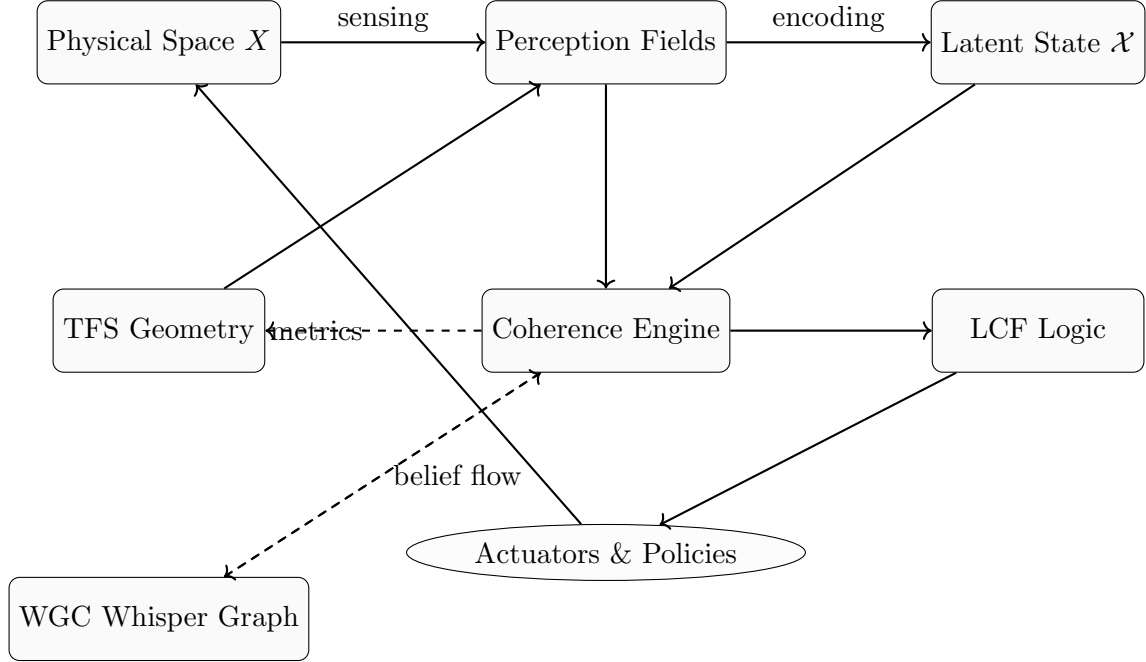 Physical Space X
sensing
Perception Fields
encoding
Latent State 𝒳
TFS Geometry
metrics
Coherence Engine
LCF Logic
belief flow
Actuators & Policies
WGC Whisper Graph